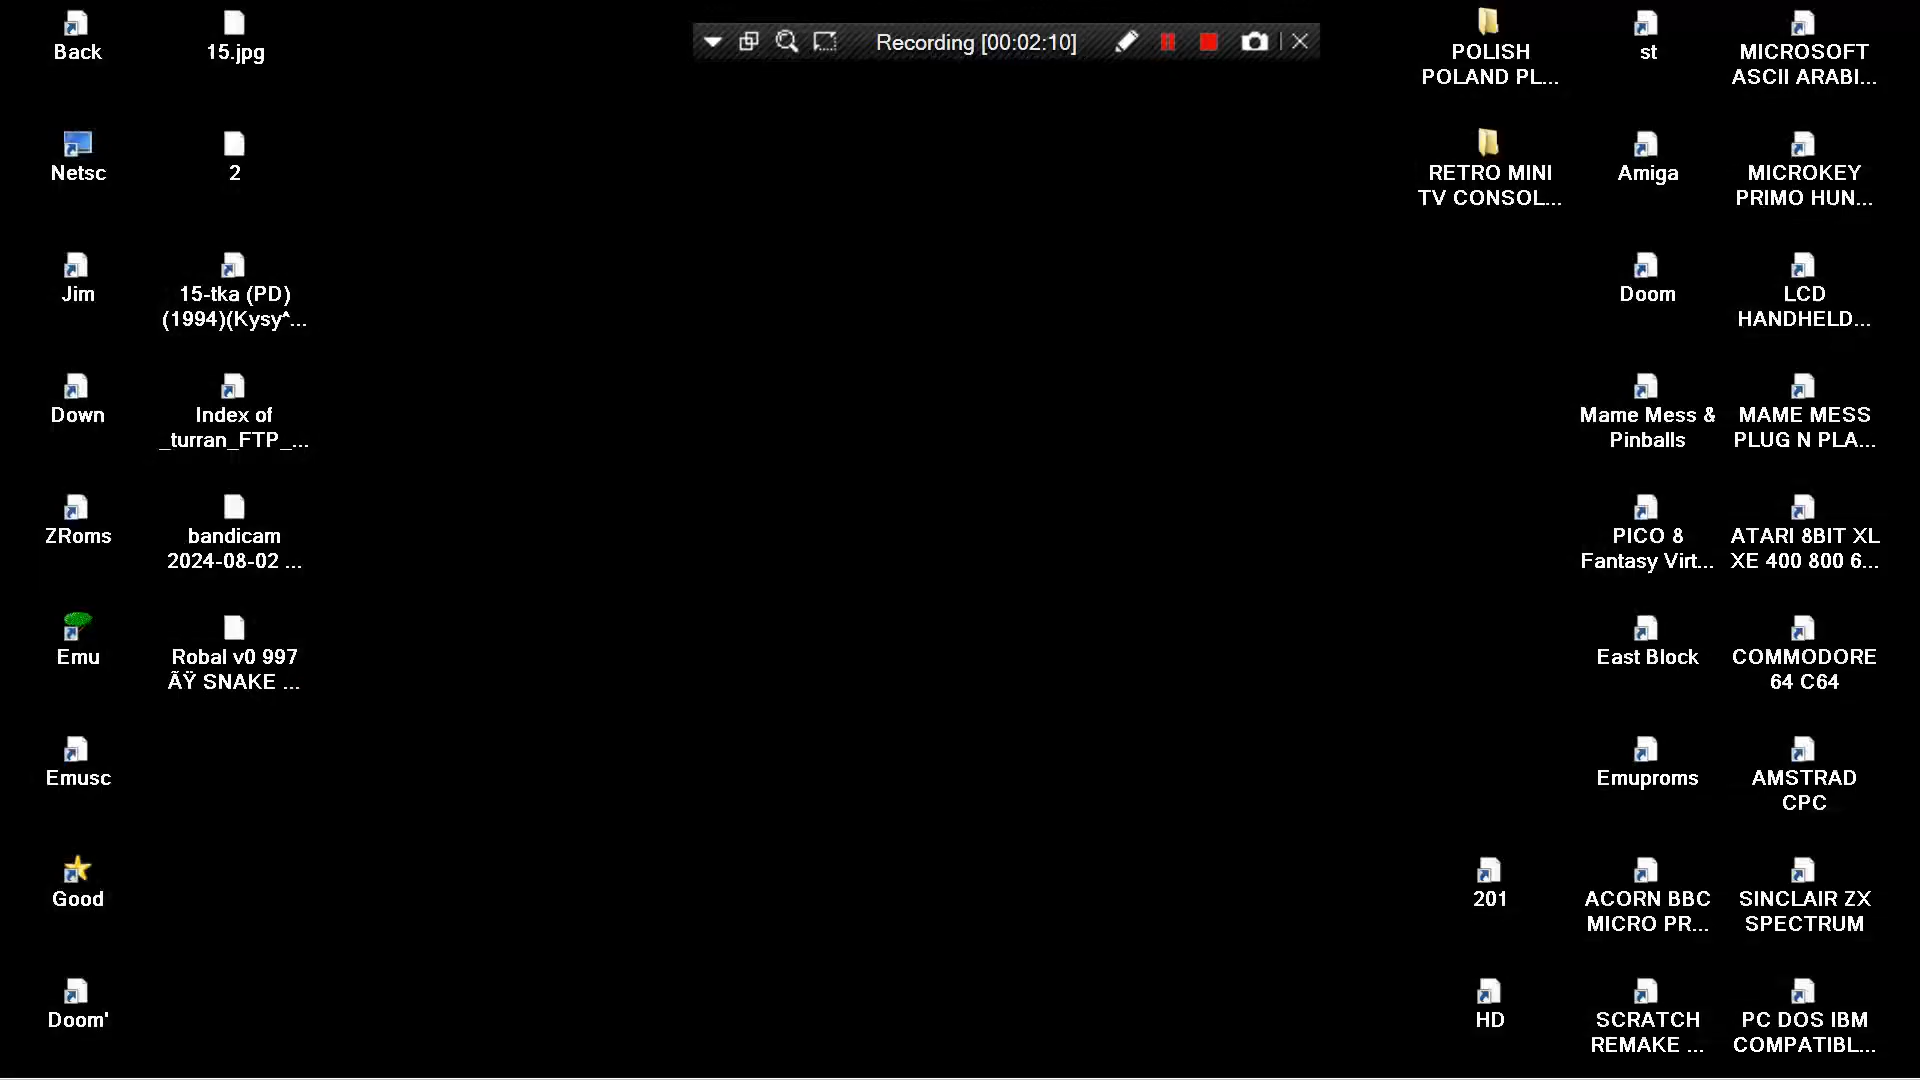 Recording [00:02:10]
Back
15.jpg
POLISH
POLAND PL...
st
MICROSOFT
ASCII ARABI...
Netsc
2
RETRO MINI
TV CONSOL...
Amiga
MICROKEY
PRIMO HUN...
Jim
15-tka (PD)
(1994)(Kysy^...
Doom
LCD
HANDHELD...
Down
Index of
_turran_FTP_...
Mame Mess &
Pinballs
MAME MESS
PLUG N PLA...
ZRoms
bandicam
2024-08-02 ...
PICO 8
Fantasy Virt...
ATARI 8BIT XL
XE 400 800 6...
Emu
Robal v0 997
ÃŸ SNAKE ...
East Block
COMMODORE
64 C64
Emusc
Emuproms
AMSTRAD
CPC
Good
201
ACORN BBC
MICRO PR...
SINCLAIR ZX
SPECTRUM
Doom'
HD
SCRATCH
REMAKE ...
PC DOS IBM
COMPATIBL...